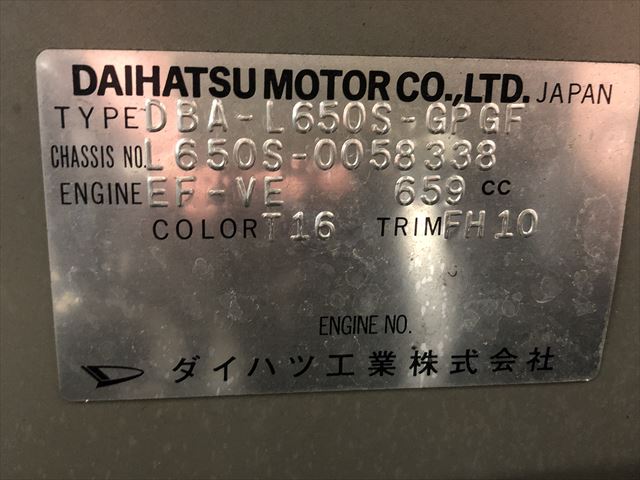 DAIHATSU MOTOR CO.,LTD. JAPAN
TYPE DBA-L650S-GPGF
CHASSIS NO. L650S-0058338
ENGINE EF-VE 659 CC
COLOR T16 TRIM FH10
ENGINE NO.
ダイハツ工業株式会社